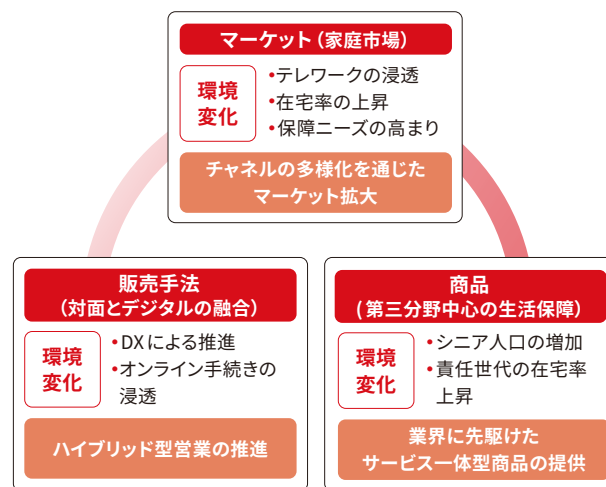 マーケット（家庭市場）
環境
変化
•テレワークの浸透
•在宅率の上昇
•保障ニーズの高まり
チャネルの多様化を通じた
マーケット拡大
販売手法
（対面とデジタルの融合）
環境
変化
•DXによる推進
•オンライン手続きの
浸透
ハイブリッド型営業の推進
商品
（第三分野中心の生活保障）
環境
変化
•シニア人口の増加
•責任世代の在宅率
上昇
業界に先駆けた
サービス一体型商品の提供